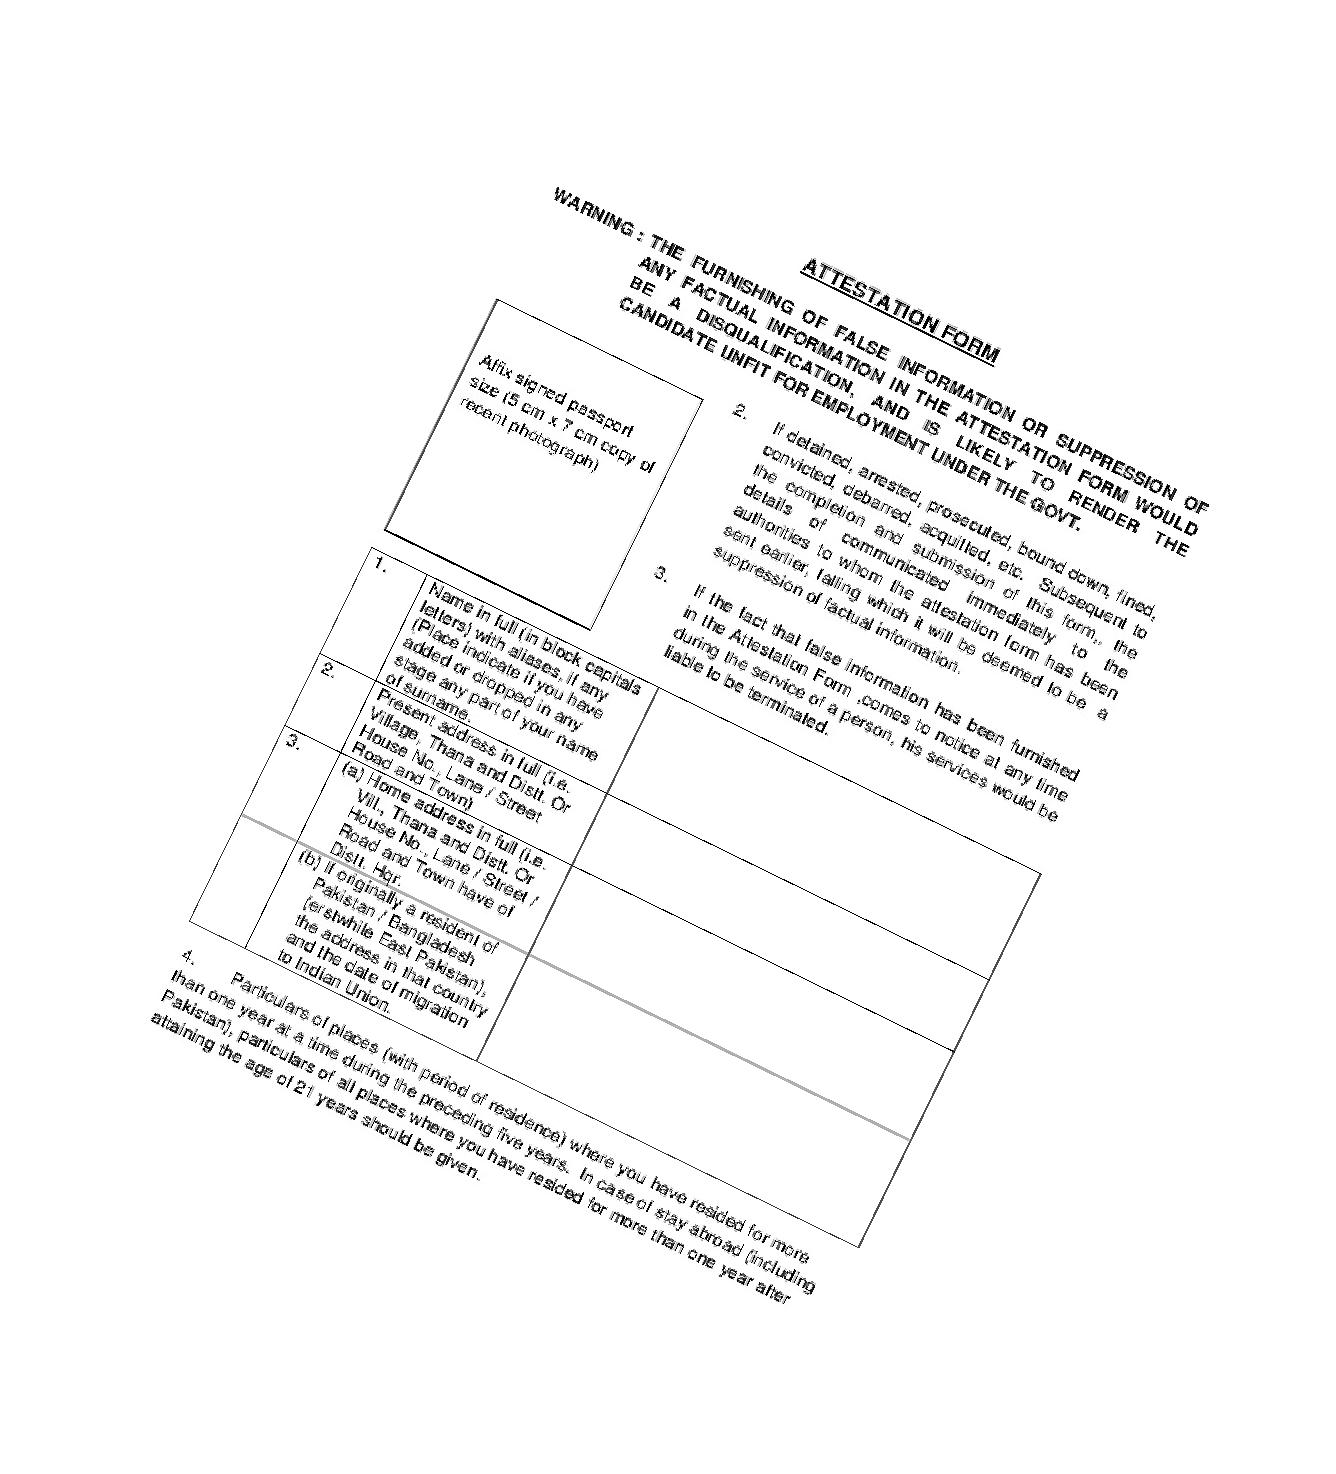 ATTESTATION FORM
WARNING : THE FURNISHING OF FALSE INFORMATION OR SUPPRESSION OF
ANY FACTUAL INFORMATION IN THE ATTESTATION FORM WOULD
BE A DISQUALIFICATION, AND IS LIKELY TO RENDER THE
CANDIDATE UNFIT FOR EMPLOYMENT UNDER THE GOVT.
Affix signed passport
size (5 cm x 7 cm copy of
recent photograph)
2. If detained, arrested, prosecuted, bound down, fined,
convicted, debarred, acquitted, etc. Subsequent to
the completion and submission of this form,, the
details of communicated immediately to the
authorities to whom the attestation form has been
sent earlier, failing which it will be deemed to be a
suppression of factual information.
3. If the fact that false information has been furnished
in the Attestation Form ,comes to notice at any time
during the service of a person, his services would be
liable to be terminated.
1. Name in full (in block capitals
letters) with aliases, if any
(Place indicate if you have
added or dropped in any
stage any part of your name
of surname.
2. Present address in full (i.e.
Village, Thana and Distt. Or
House No., Lane / Street
Road and Town)
3. (a) Home address in full (i.e.
Vill., Thana and Distt. Or
House No., Lane / Street /
Road and Town have of
Distt. Hqr.
(b) If originally a resident of
Pakistan / Bangladesh
(erstwhile East Pakistan),
the address in that country
and the date of migration
to Indian Union.
4. Particulars of places (with period of residence) where you have resided for more
than one year at a time during the preceding five years. In case of stay abroad (including
Pakistan), particulars of all places where you have resided for more than one year after
attaining the age of 21 years should be given.